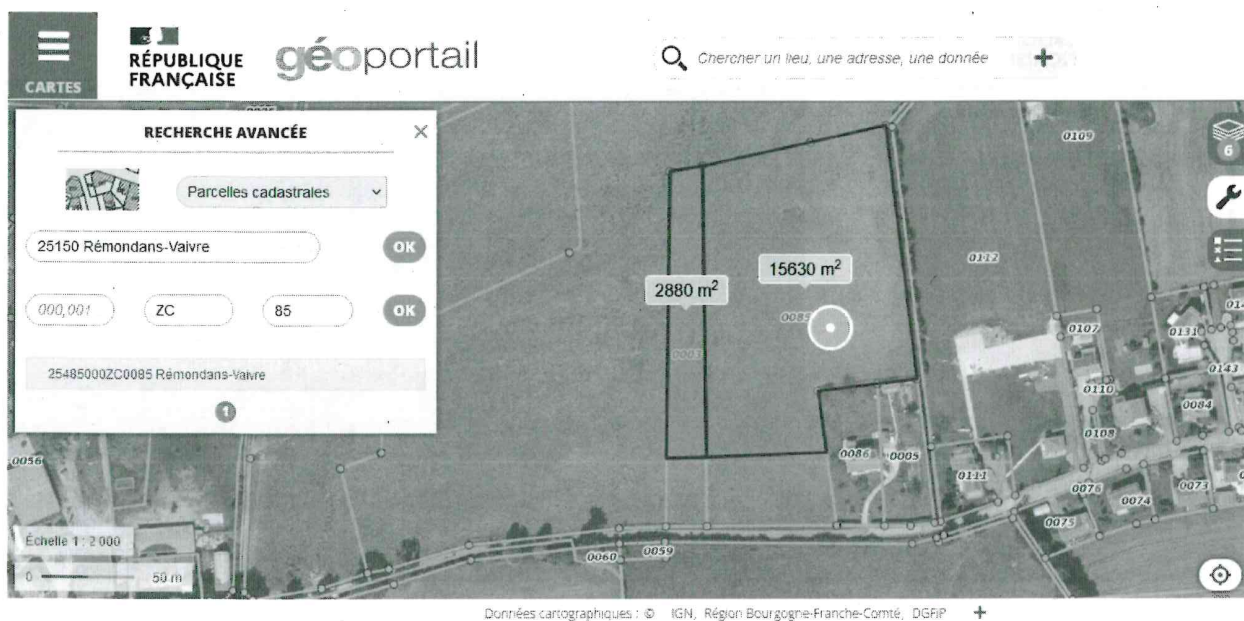 CARTES
RÉPUBLIQUE
FRANÇAISE
géoportail
Chercher un lieu, une adresse, une donnée
RECHERCHE AVANCÉE
Parcelles cadastrales
25150 Rémondans-Vaivre
OK
000,001
ZC
85
OK
25485000ZC0085 Rémondans-Vaivre
1
6
0109
0112
15630 m²
2880 m²
0085
0003
0107
0131
0143
0110
0084
0108
0086
0005
0111
0076
0073
0074
0075
0056
0060
0059
Échelle 1 : 2 000
0
50 m
Données cartographiques : © IGN, Région Bourgogne-Franche-Comté, DGFiP